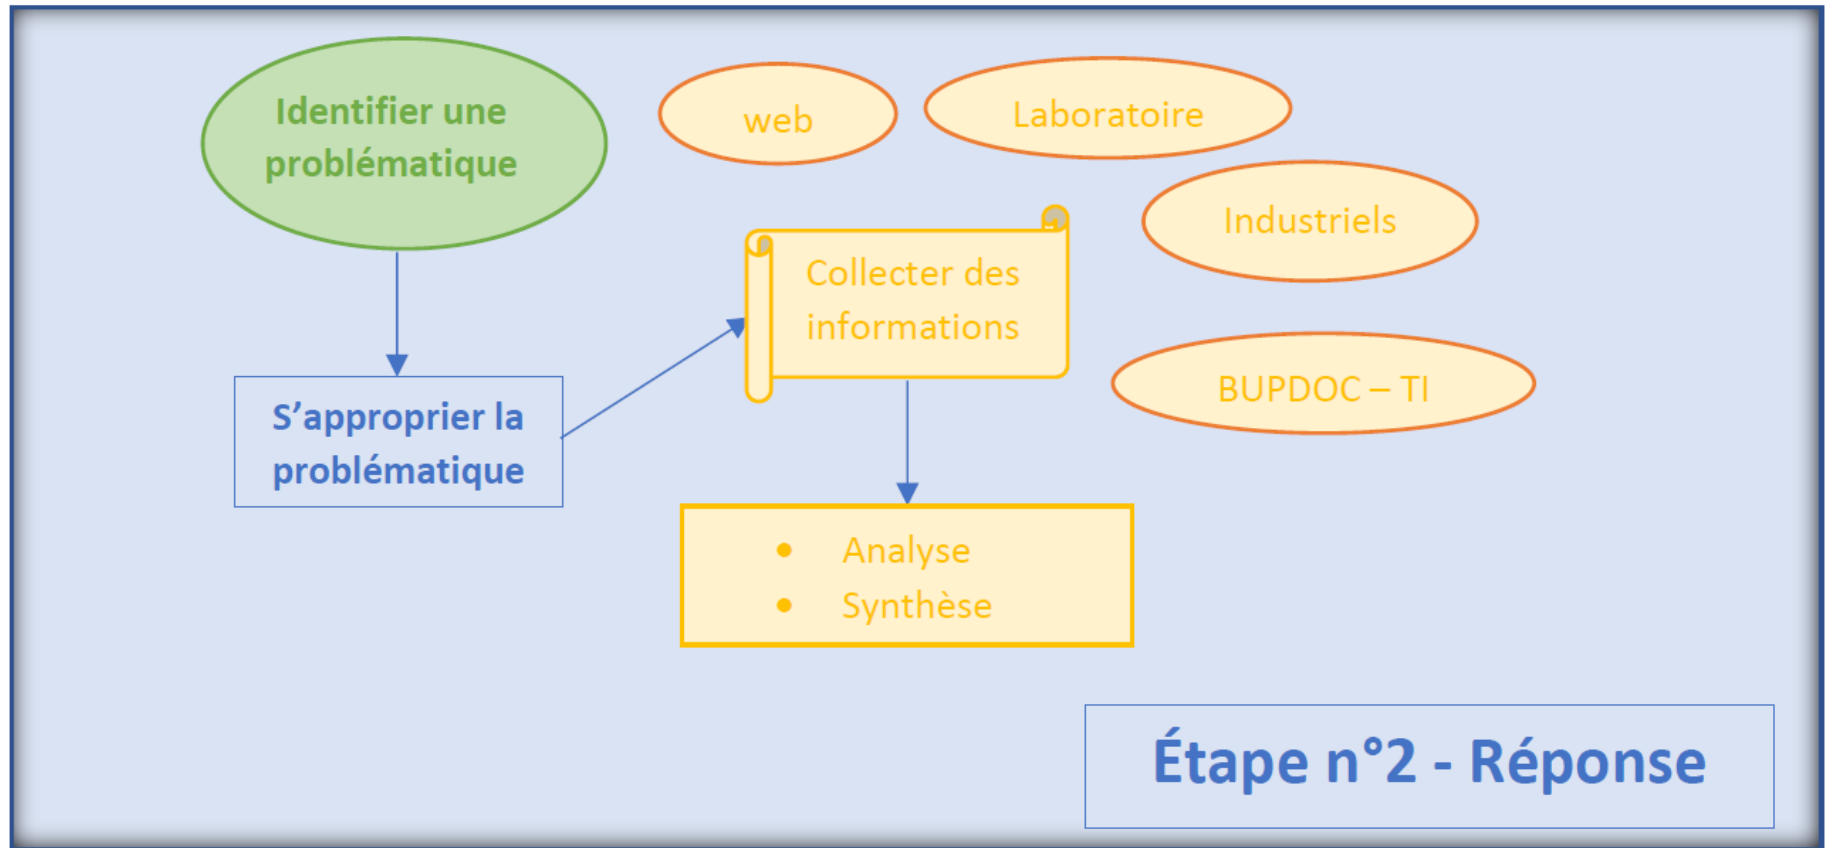 Identifier une
problématique
web
Laboratoire
Industriels
Collecter des
informations
BUPDOC – TI
S’approprier la
problématique
• Analyse
• Synthèse
Étape n°2 - Réponse